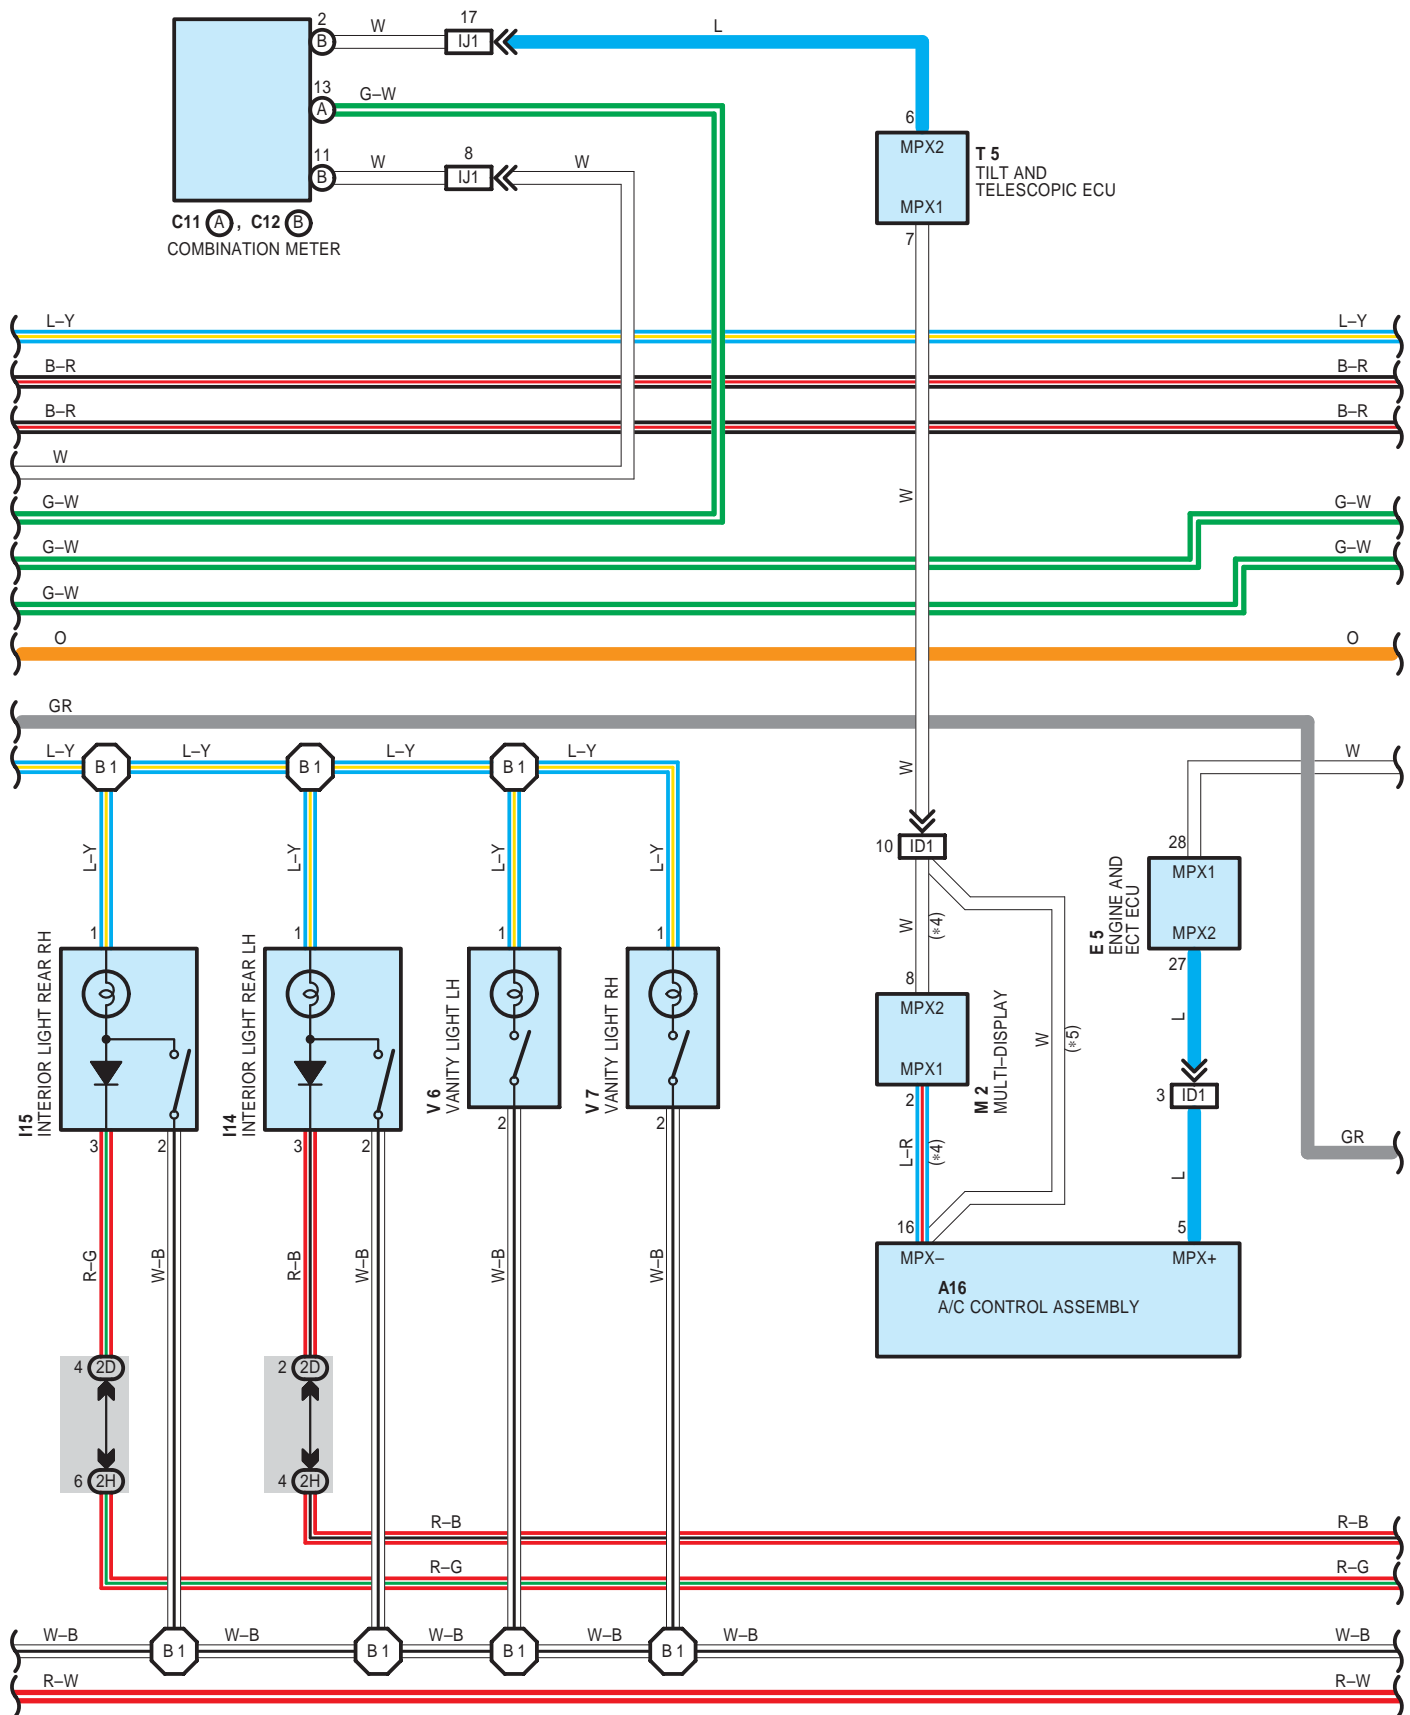 2 W 17 L
B IJ1
13
A G–W
11 W 8 W
B IJ1
C11 A , C12 B
COMBINATION METER
6
MPX2
T 5
TILT AND
TELESCOPIC ECU
MPX1
7
L–Y L–Y
B–R B–R
B–R B–R
W
W
G–W G–W
G–W G–W
G–W
O O
GR
L–Y B 1 L–Y B 1 L–Y B 1 L–Y
W
W
L–Y L–Y L–Y L–Y
10 ID1
28
MPX1
E 5
ENGINE AND
ECT ECU
MPX2
27
W
(*4)
L
1 1 1 1
I15
INTERIOR LIGHT REAR RH
I14
INTERIOR LIGHT REAR LH
V 6
VANITY LIGHT LH
V 7
VANITY LIGHT RH
8
MPX2
M 2
MULTI–DISPLAY
MPX1
2
W
(*5)
3 ID1
3 2 3 2 2 2
L–R
(*4)
GR
L
16 5
MPX– MPX+
A16
A/C CONTROL ASSEMBLY
R–G W–B R–B W–B W–B W–B
4 2D 2 2D
6 2H 4 2H
R–B R–B
R–G R–G
W–B B 1 W–B B 1 W–B B 1 W–B B 1 W–B W–B
R–W R–W